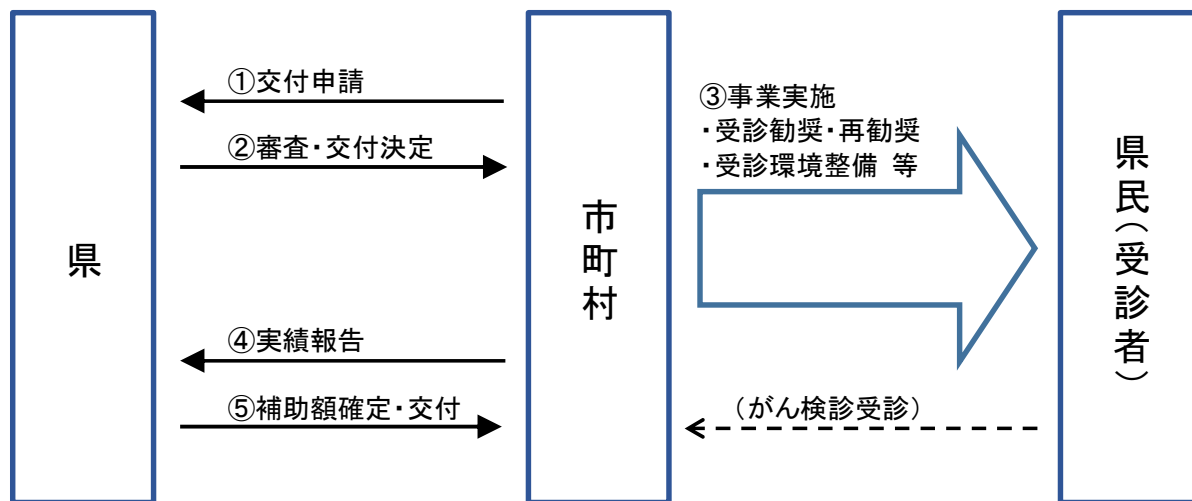 県
①交付申請
②審査・交付決定
④実績報告
⑤補助額確定・交付
市町村
③事業実施
・受診勧奨・再勧奨
・受診環境整備 等
（がん検診受診）
県民（受診者）